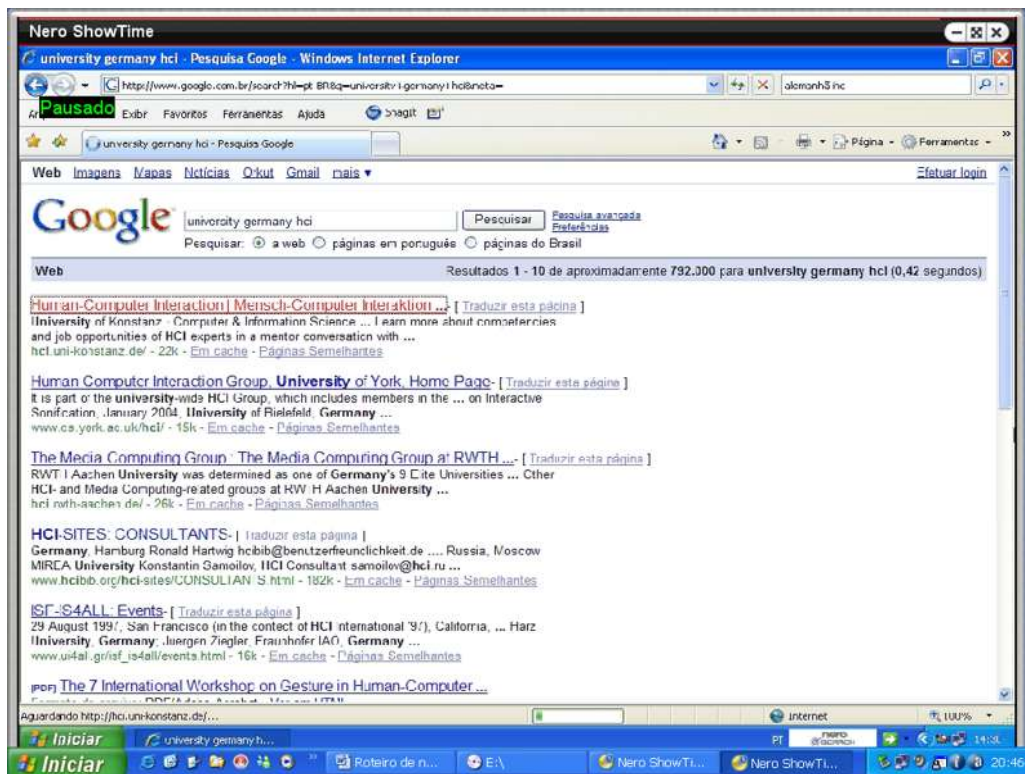 Nero ShowTime
university germany hci - Pesquisa Google - Windows Internet Explorer
Pausado
Exibir Favoritos Ferramentas Ajuda SnagIt
university germany hci - Pesquisa Google
Página Ferramentas
Web Imagens Mapas Notícias Orkut Gmail mais ▼ Efetuar login
Google university germany hci Pesquisar Pesquisa avançada
Preferências
Pesquisar: a web páginas em português páginas do Brasil
Web Resultados 1 - 10 de aproximadamente 792.000 para university germany hci (0,42 segundos)
Human-Computer Interaction | Mensch-Computer Interaktion ... - [ Traduzir esta página ]
University of Konstanz - Computer & Information Science ... Learn more about competencies
and job opportunities of HCI experts in a mentor conversation with ...
hci.uni-konstanz.de/ - 22k - Em cache - Páginas Semelhantes
Human Computer Interaction Group, University of York, Home Page- [ Traduzir esta página ]
It is part of the university-wide HCI Group, which includes members in the ... on Interactive
Sonification, January 2004, University of Bielefeld, Germany ...
www.cs.york.ac.uk/hci/ - 15k - Em cache - Páginas Semelhantes
The Media Computing Group : The Media Computing Group at RWTH ...- [ Traduzir esta página ]
RWTH Aachen University was determined as one of Germany's 9 Elite Universities ... Other
HCI- and Media Computing-related groups at RWTH Aachen University ...
hci.rwth-aachen.de/ - 26k - Em cache - Páginas Semelhantes
HCI-SITES: CONSULTANTS- [ Traduzir esta página ]
Germany, Hamburg Ronald Hartwig hcibib@benutzerfreunclichkeit.de .... Russia, Moscow
MIREA University Konstantin Samoilov, HCI Consultant samoilov@hci.ru ...
www.hcibib.org/hci-sites/CONSULTANTS.html - 182k - Em cache - Páginas Semelhantes
ISF-IS4ALL: Events- [ Traduzir esta página ]
29 August 1997, San Francisco (in the context of HCI International '97), California, ... Harz
University, Germany; Juergen Ziegler, Fraunhofer IAO, Germany ...
www.ui4all.gr/isf_is4all/events.html - 16k - Em cache - Páginas Semelhantes
[PDF] The 7 International Workshop on Gesture in Human-Computer ...
Aguardando http://hci.uni-konstanz.de/... Internet 100%
Iniciar university germany h... PT nero
Iniciar Roteiro de n... E:\ Nero ShowTi... Nero ShowTi... 20:46